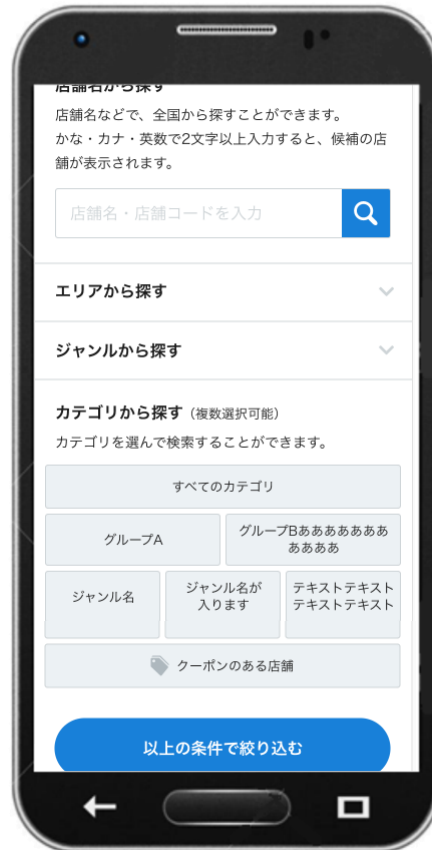 店舗名から探す
店舗名などで、全国から探すことができます。
かな・カナ・英数で2文字以上入力すると、候補の店
舗が表示されます。
店舗名・店舗コードを入力
エリアから探す
ジャンルから探す
カテゴリから探す（複数選択可能）
カテゴリを選んで検索することができます。
すべてのカテゴリ
グループA
グループBあああああああ
ああああ
ジャンル名
ジャンル名が
入ります
テキストテキスト
テキストテキスト
クーポンのある店舗
以上の条件で絞り込む